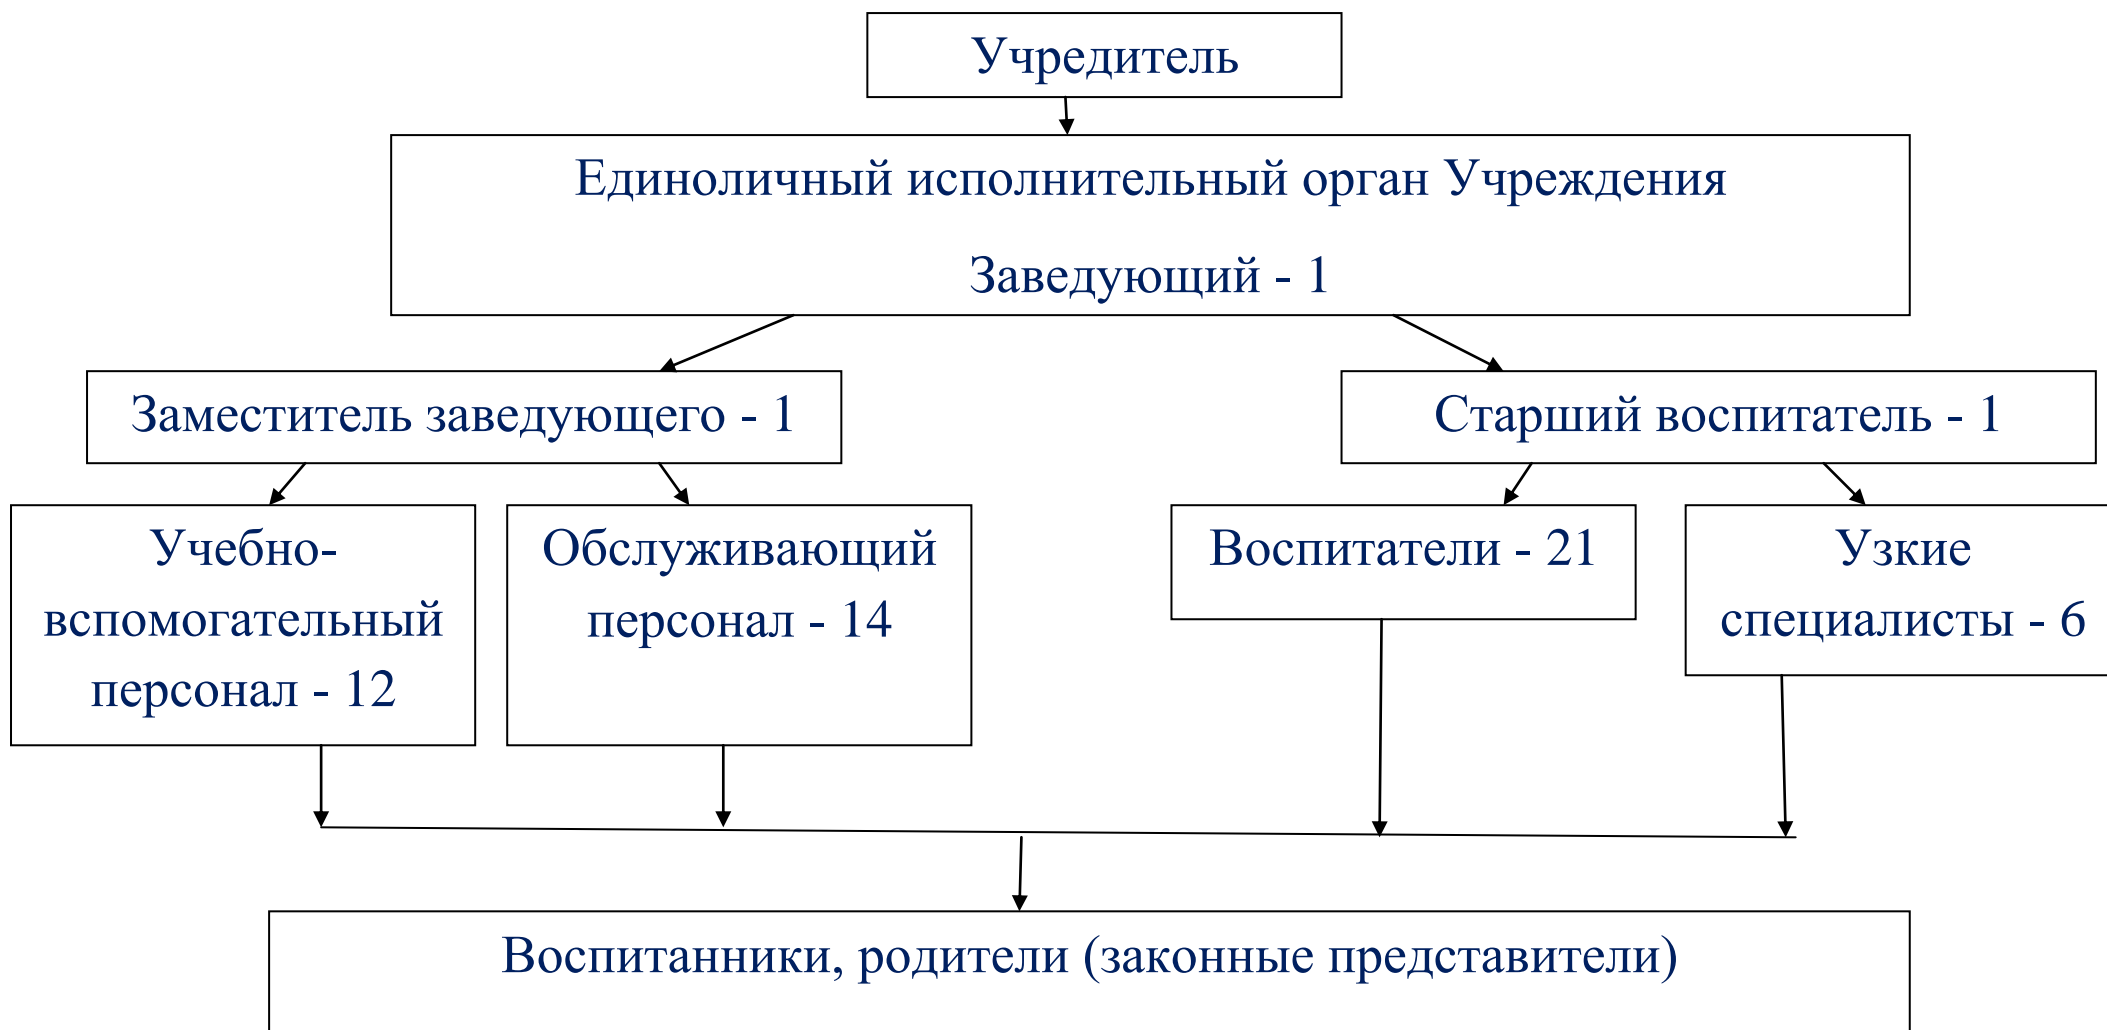 Учредитель
Единоличный исполнительный орган Учреждения
Заведующий - 1
Заместитель заведующего - 1
Старший воспитатель - 1
Учебно-
вспомогательный
персонал - 12
Обслуживающий
персонал - 14
Воспитатели - 21
Узкие
специалисты - 6
Воспитанники, родители (законные представители)